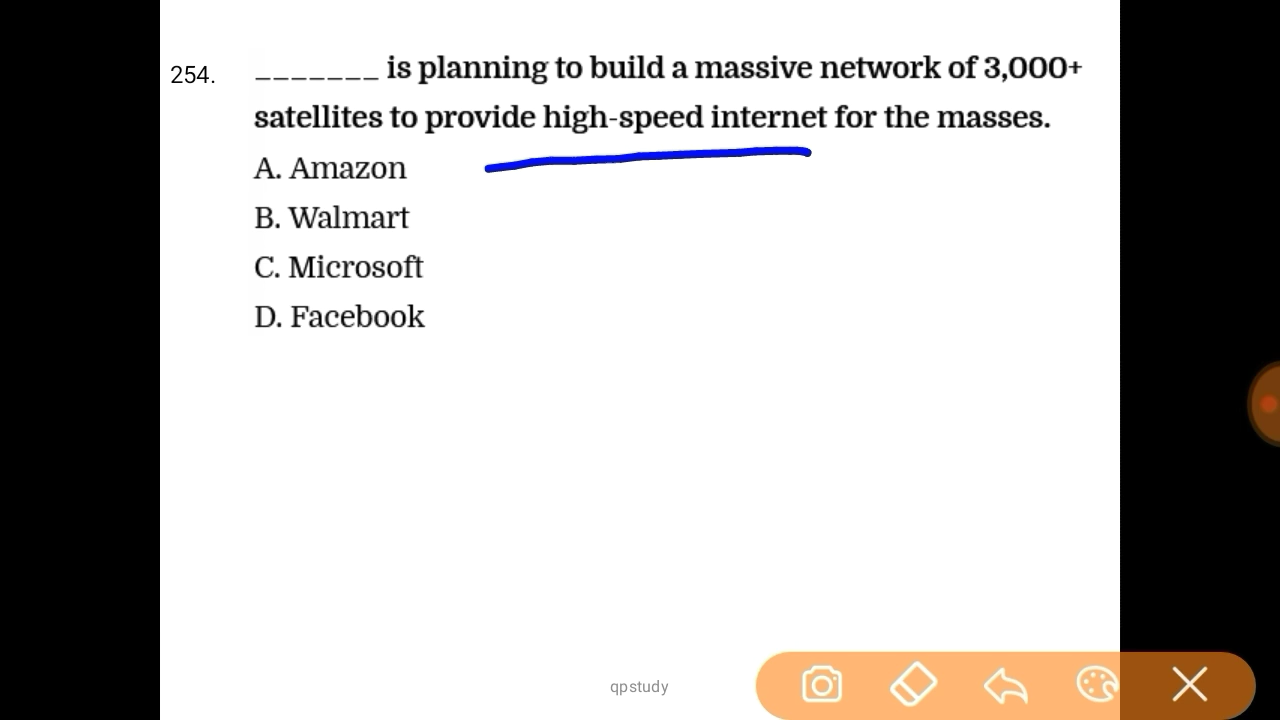 254. _______ is planning to build a massive network of 3,000+
satellites to provide high-speed internet for the masses.
A. Amazon
B. Walmart
C. Microsoft
D. Facebook
qpstudy